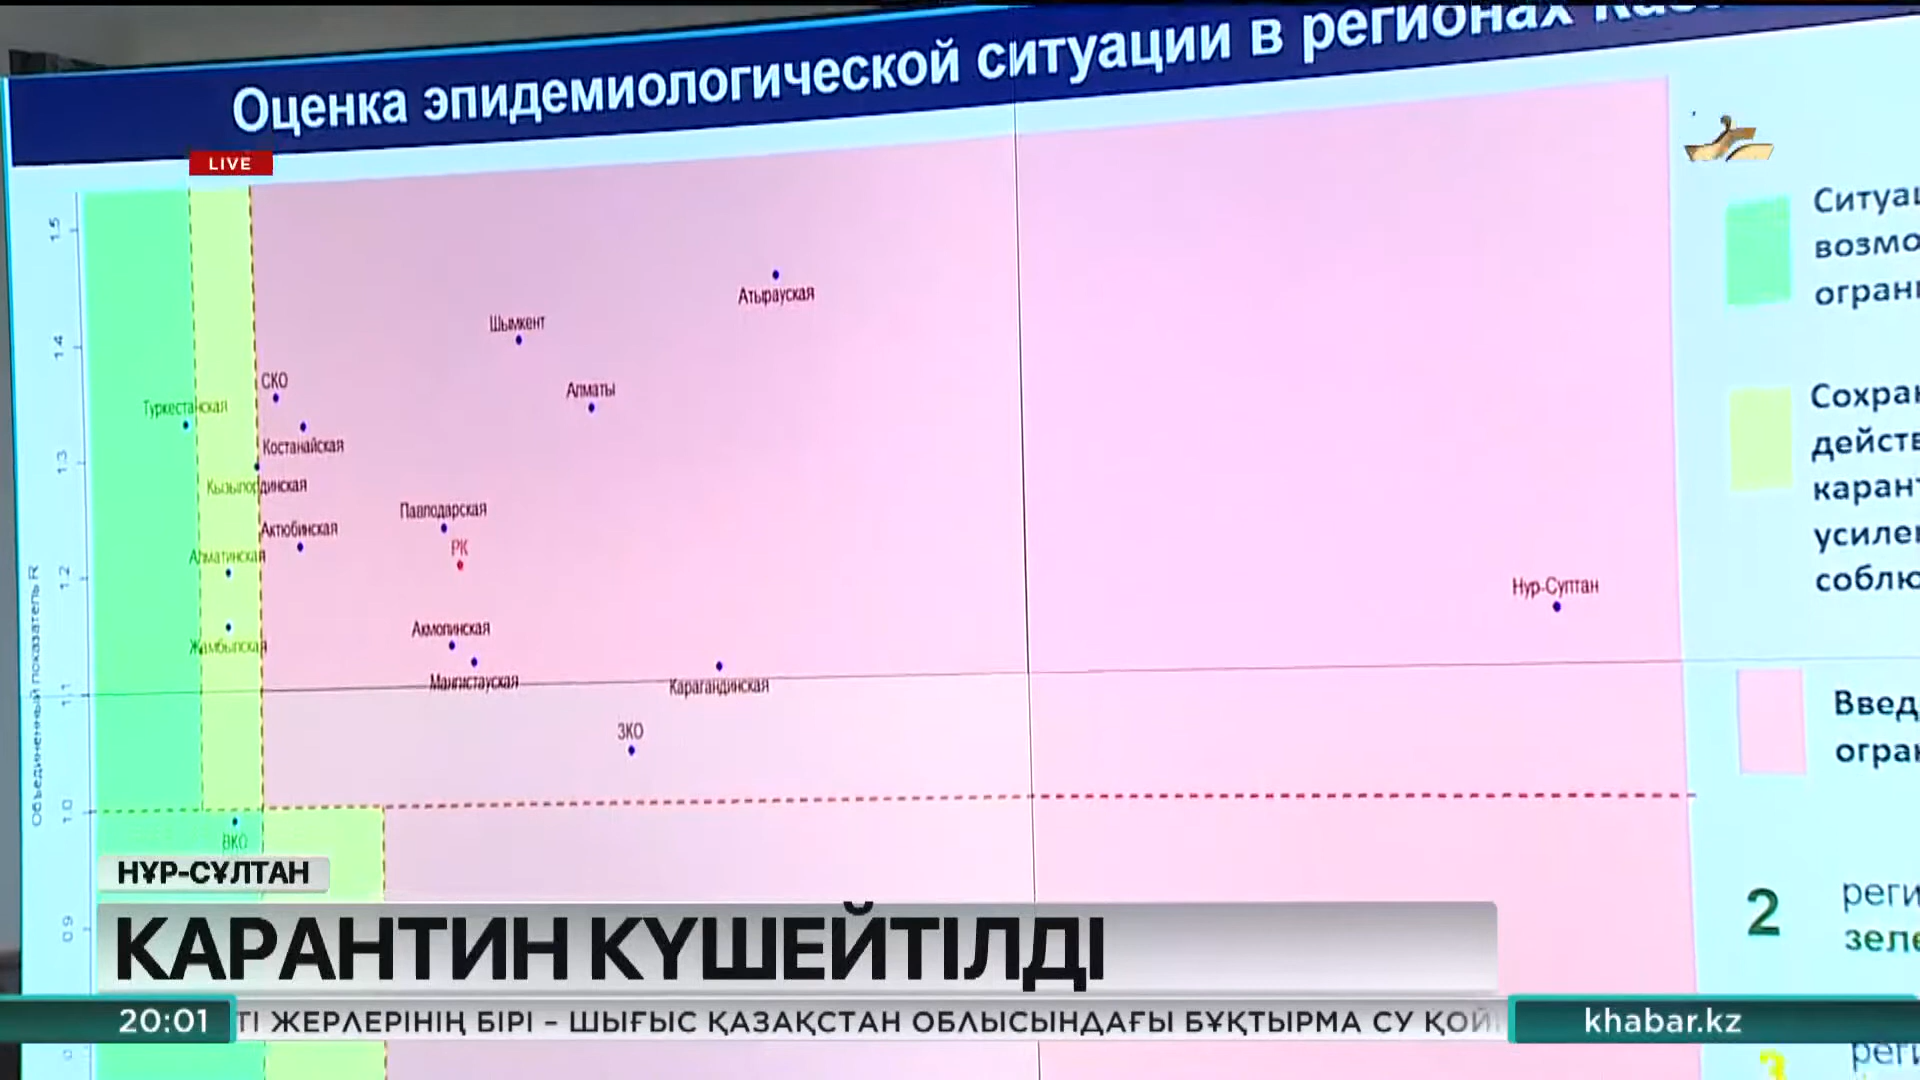 Оценка эпидемиологической ситуации в регионах
LIVE
Объединенный показатель R
1.5
1.4
1.3
1.2
1.1
1.0
0.9
Атырауская
Шымкент
Алматы
СКО
Туркестанская
Костанайская
Кызылординская
Актюбинская
Павлодарская
РК
Алматинская
Нур-Султан
Акмолинская
Жамбылская
Мангистауская
Карагандинская
ЗКО
ВКО
Ситуац
возмо
ограни
Сохран
действ
карант
усилен
соблю
Введ
огран
2
реги
зеле
3
реги
НҰР-СҰЛТАН
КАРАНТИН КҮШЕЙТІЛДІ
20:01
ТІ ЖЕРЛЕРІНІҢ БІРІ – ШЫҒЫС ҚАЗАҚСТАН ОБЛЫСЫНДАҒЫ БҰҚТЫРМА СУ ҚОЙ
khabar.kz